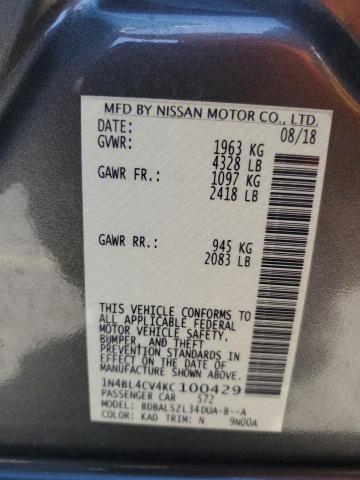 MFD BY NISSAN MOTOR CO., LTD.
DATE: 08/18
GVWR: 1963 KG
4328 LB
GAWR FR.: 1097 KG
2418 LB
GAWR RR.: 945 KG
2083 LB
THIS VEHICLE CONFORMS TO
ALL APPLICABLE FEDERAL
MOTOR VEHICLE SAFETY,
BUMPER, AND THEFT
PREVENTION STANDARDS IN
EFFECT ON THE DATE OF
MANUFACTURE SHOWN ABOVE.
1N4BL4CV4KC100429
PASSENGER CAR 572
MODEL: BDBALSZL34DUA-B--A
COLOR: KAD TRIM: N 9N00A